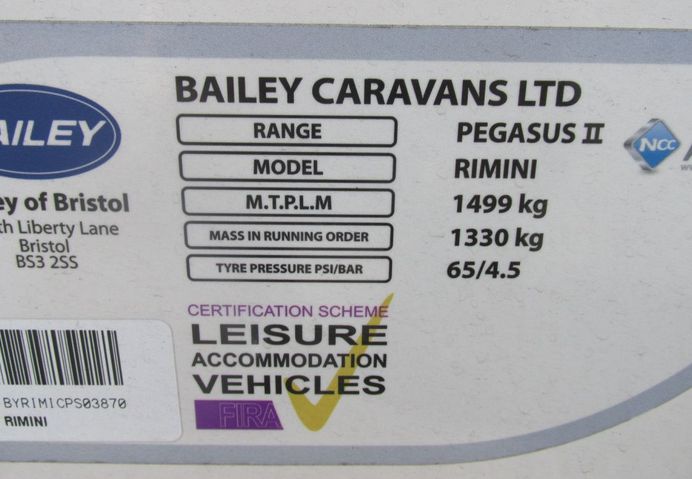 BAILEY CARAVANS LTD
AILEY
RANGE PEGASUS II
NCC
MODEL RIMINI
M.T.P.L.M 1499 kg
MASS IN RUNNING ORDER 1330 kg
TYRE PRESSURE PSI/BAR 65/4.5
ey of Bristol
th Liberty Lane
Bristol
BS3 2SS
CERTIFICATION SCHEME
LEISURE
ACCOMMODATION
VEHICLES
FIRA
BYRIMICPS03870
RIMINI